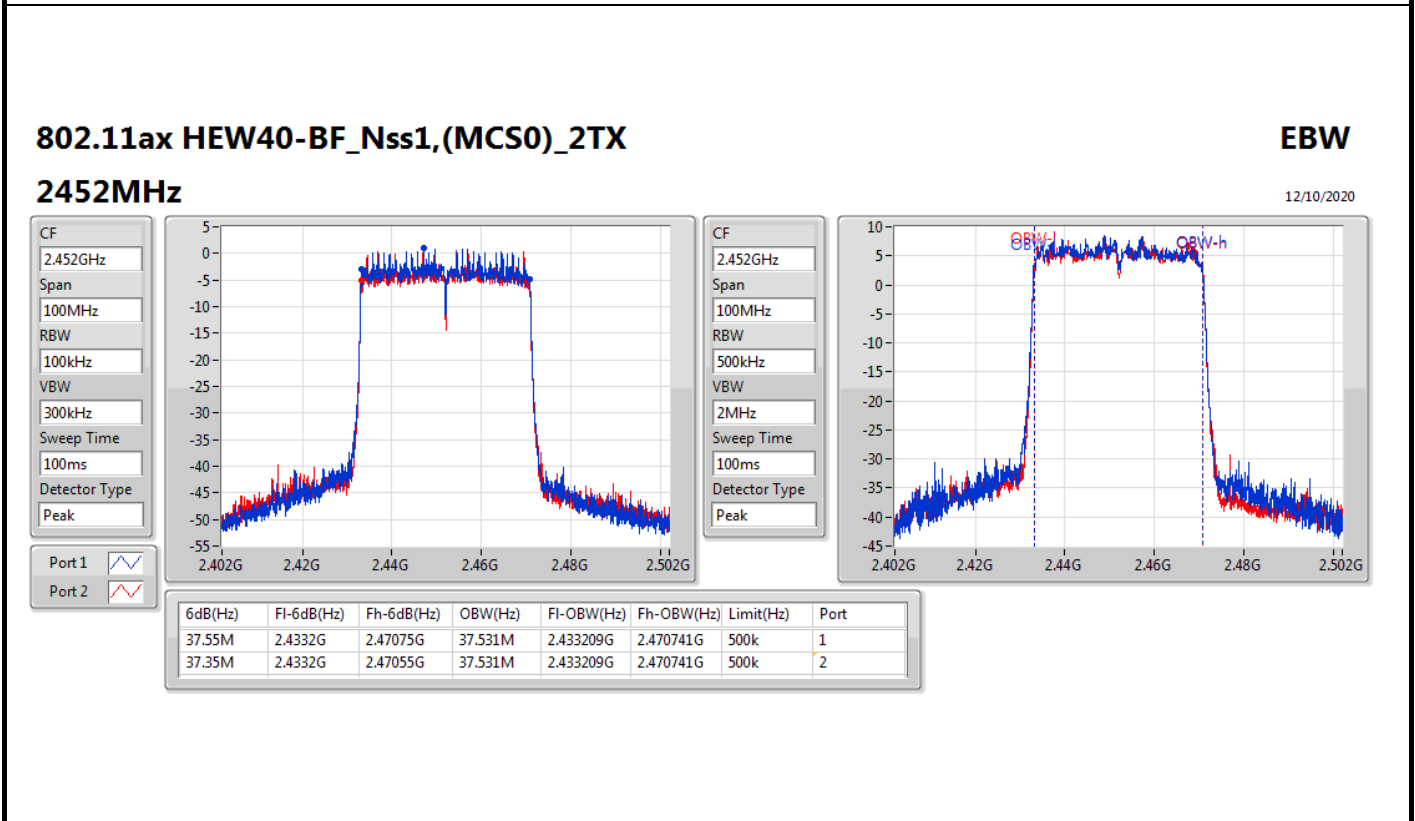 802.11ax HEW40-BF_Nss1,(MCS0)_2TX
EBW
2452MHz
12/10/2020
CF
2.452GHz
Span
100MHz
RBW
100kHz
VBW
300kHz
Sweep Time
100ms
Detector Type
Peak
Port 1
Port 2
5
0
-5
-10
-15
-20
-25
-30
-35
-40
-45
-50
-55
2.402G 2.42G 2.44G 2.46G 2.48G 2.502G
CF
2.452GHz
Span
100MHz
RBW
500kHz
VBW
2MHz
Sweep Time
100ms
Detector Type
Peak
10
5
0
-5
-10
-15
-20
-25
-30
-35
-40
-45
OBW-l
OBW-h
2.402G 2.42G 2.44G 2.46G 2.48G 2.502G
6dB(Hz) Fl-6dB(Hz) Fh-6dB(Hz) OBW(Hz) Fl-OBW(Hz) Fh-OBW(Hz) Limit(Hz) Port
37.55M 2.4332G 2.47075G 37.531M 2.433209G 2.470741G 500k 1
37.35M 2.4332G 2.47055G 37.531M 2.433209G 2.470741G 500k 2